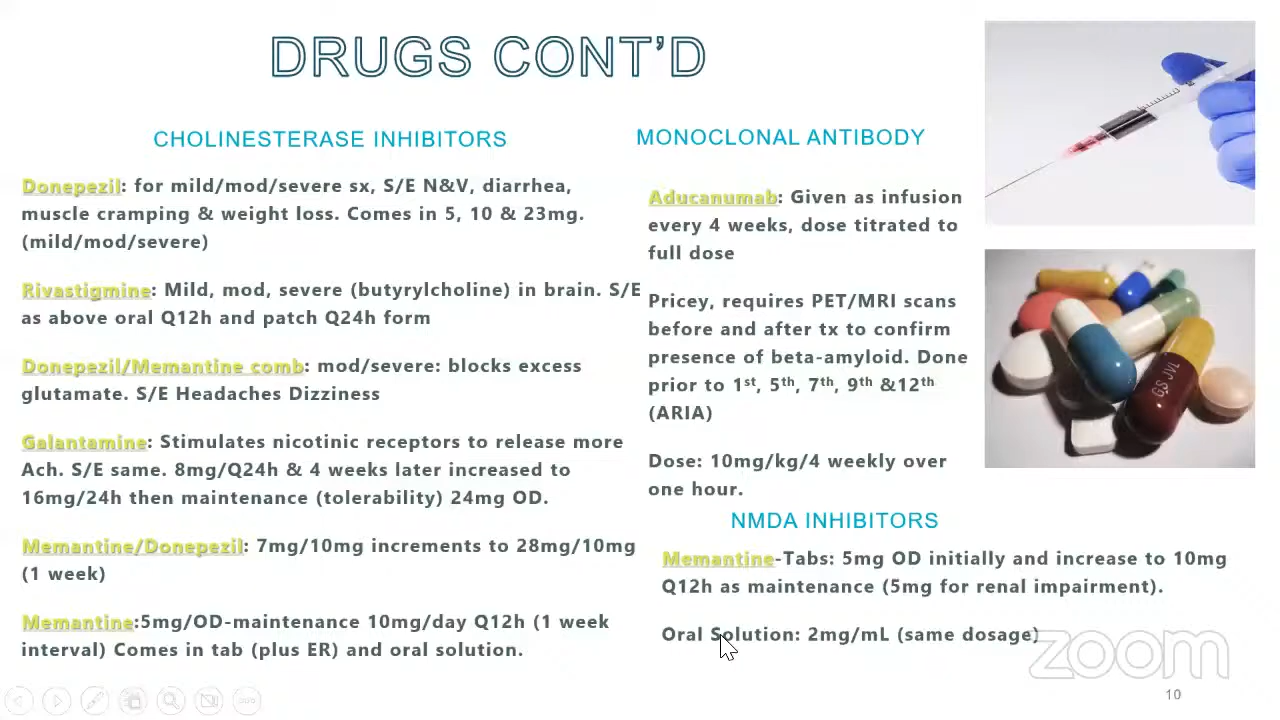 DRUGS CONT’D
CHOLINESTERASE INHIBITORS
Donepezil: for mild/mod/severe sx, S/E N&V, diarrhea,
muscle cramping & weight loss. Comes in 5, 10 & 23mg.
(mild/mod/severe)
Rivastigmine: Mild, mod, severe (butyrylcholine) in brain. S/E
as above oral Q12h and patch Q24h form
Donepezil/Memantine comb: mod/severe: blocks excess
glutamate. S/E Headaches Dizziness
Galantamine: Stimulates nicotinic receptors to release more
Ach. S/E same. 8mg/Q24h & 4 weeks later increased to
16mg/24h then maintenance (tolerability) 24mg OD.
Memantine/Donepezil: 7mg/10mg increments to 28mg/10mg
(1 week)
Memantine:5mg/OD-maintenance 10mg/day Q12h (1 week
interval) Comes in tab (plus ER) and oral solution.
MONOCLONAL ANTIBODY
Aducanumab: Given as infusion
every 4 weeks, dose titrated to
full dose
Pricey, requires PET/MRI scans
before and after tx to confirm
presence of beta-amyloid. Done
prior to 1st, 5th, 7th, 9th &12th
(ARIA)
Dose: 10mg/kg/4 weekly over
one hour.
NMDA INHIBITORS
Memantine-Tabs: 5mg OD initially and increase to 10mg
Q12h as maintenance (5mg for renal impairment).
Oral Solution: 2mg/mL (same dosage)
GS JVL
zoom
10